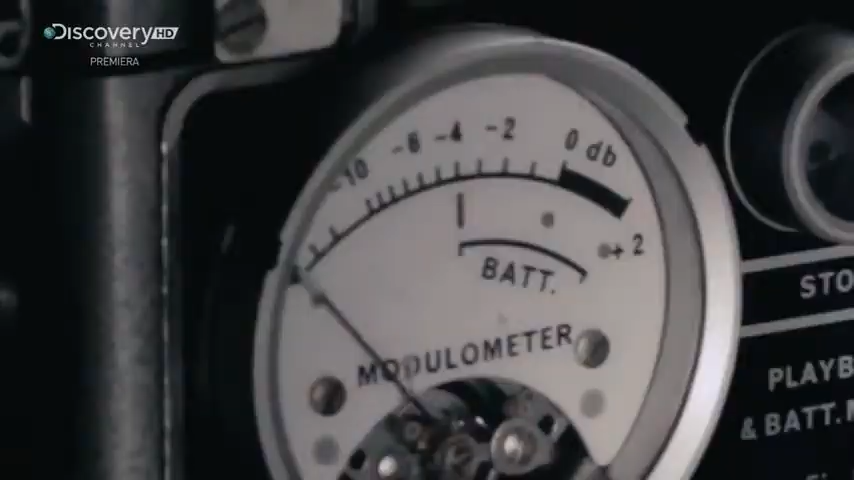 Discovery HD
CHANNEL
PREMIERA
-10 -6 -4 -2 0 db
+ 2
BATT.
MODULOMETER
STO
PLAYB
& BATT.